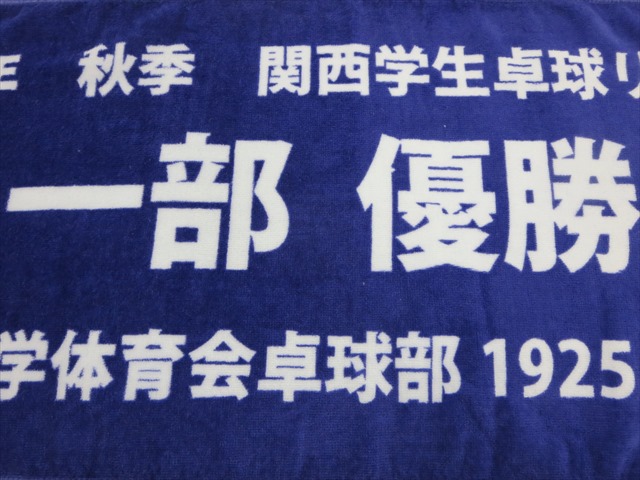 年 秋季 関西学生卓球リ
一部 優勝
学体育会卓球部 1925